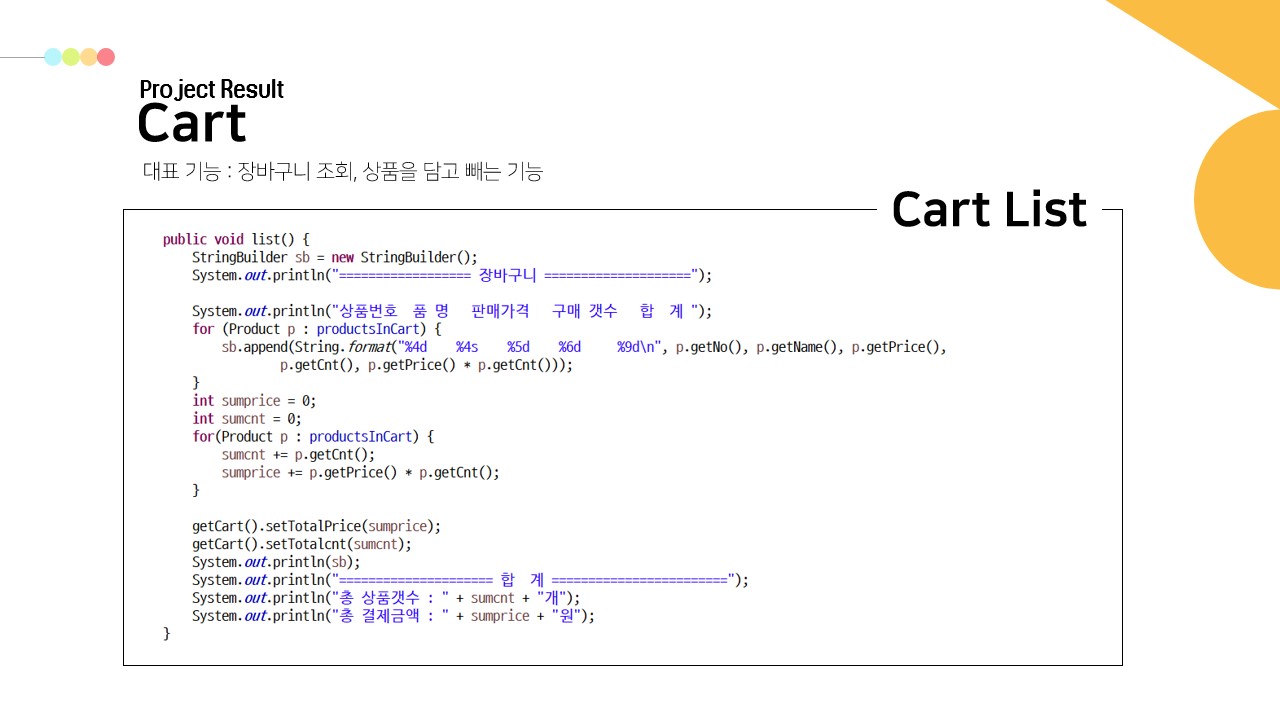 Project Result
Cart
대표 기능 : 장바구니 조회, 상품을 담고 빼는 기능
Cart List
public void list() {
    StringBuilder sb = new StringBuilder();
    System.out.println("================== 장바구니 ====================");

    System.out.println("상품번호  품 명   판매가격   구매 갯수   합  계 ");
    for (Product p : productsInCart) {
        sb.append(String.format("%4d    %4s    %5d    %6d     %9d\n", p.getNo(), p.getName(), p.getPrice(),
                p.getCnt(), p.getPrice() * p.getCnt()));
    }
    int sumprice = 0;
    int sumcnt = 0;
    for(Product p : productsInCart) {
        sumcnt += p.getCnt();
        sumprice += p.getPrice() * p.getCnt();
    }

    getCart().setTotalPrice(sumprice);
    getCart().setTotalcnt(sumcnt);
    System.out.println(sb);
    System.out.println("===================== 합  계 ========================");
    System.out.println("총 상품갯수 : " + sumcnt + "개");
    System.out.println("총 결제금액 : " + sumprice + "원");
}